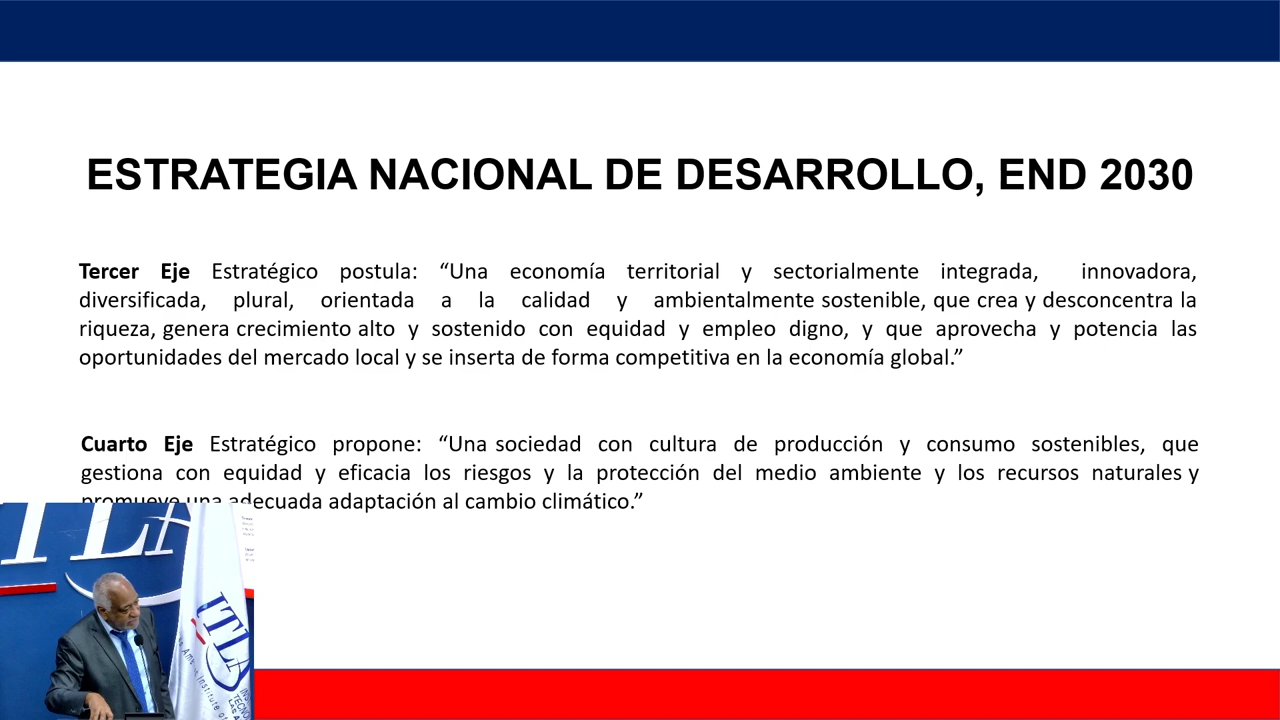 ESTRATEGIA NACIONAL DE DESARROLLO, END 2030
Tercer Eje Estratégico postula: “Una economía territorial y sectorialmente integrada, innovadora,
diversificada, plural, orientada a la calidad y ambientalmente sostenible, que crea y desconcentra la
riqueza, genera crecimiento alto y sostenido con equidad y empleo digno, y que aprovecha y potencia las
oportunidades del mercado local y se inserta de forma competitiva en la economía global.”
Cuarto Eje Estratégico propone: “Una sociedad con cultura de producción y consumo sostenibles, que
gestiona con equidad y eficacia los riesgos y la protección del medio ambiente y los recursos naturales y
promueve una adecuada adaptación al cambio climático.”
ITLA